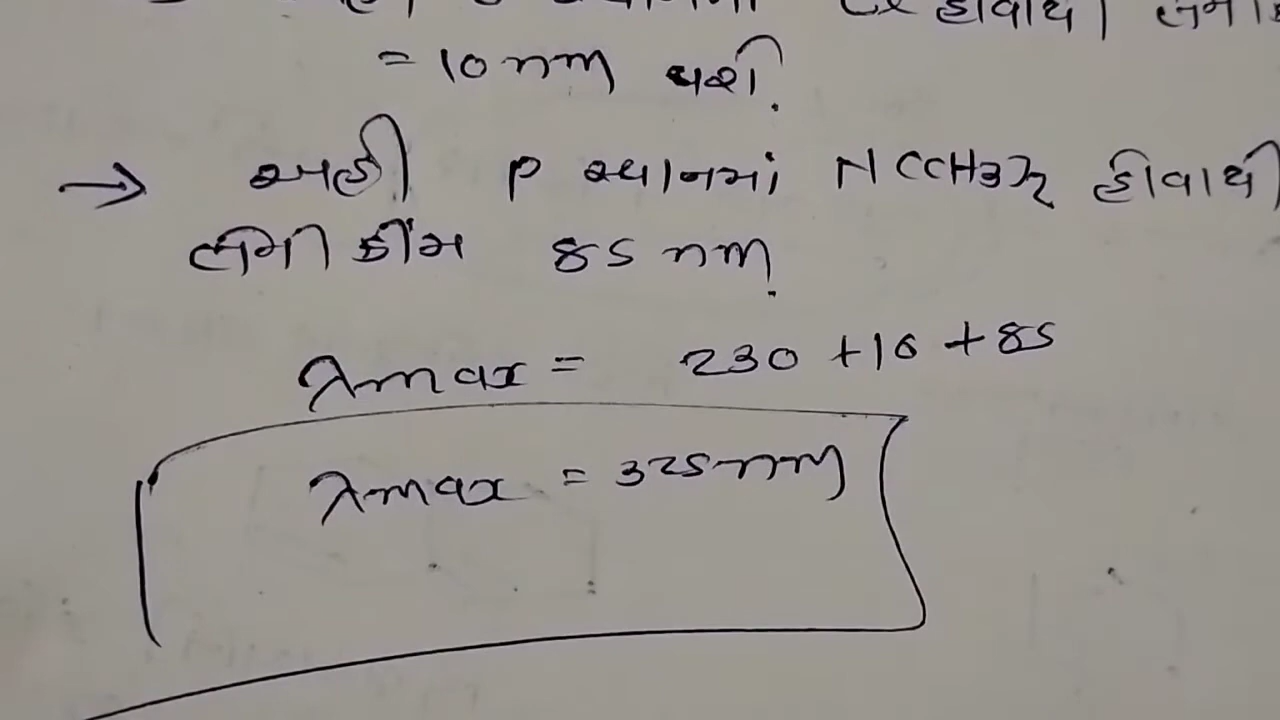 હોવાથી
= 10 nm થશે.
→ અહી P સ્થાનમાં N(CH3)2 હોવાથી
લગી 85 nm.
λmax = 230 + 10 + 85
λmax = 325 nm